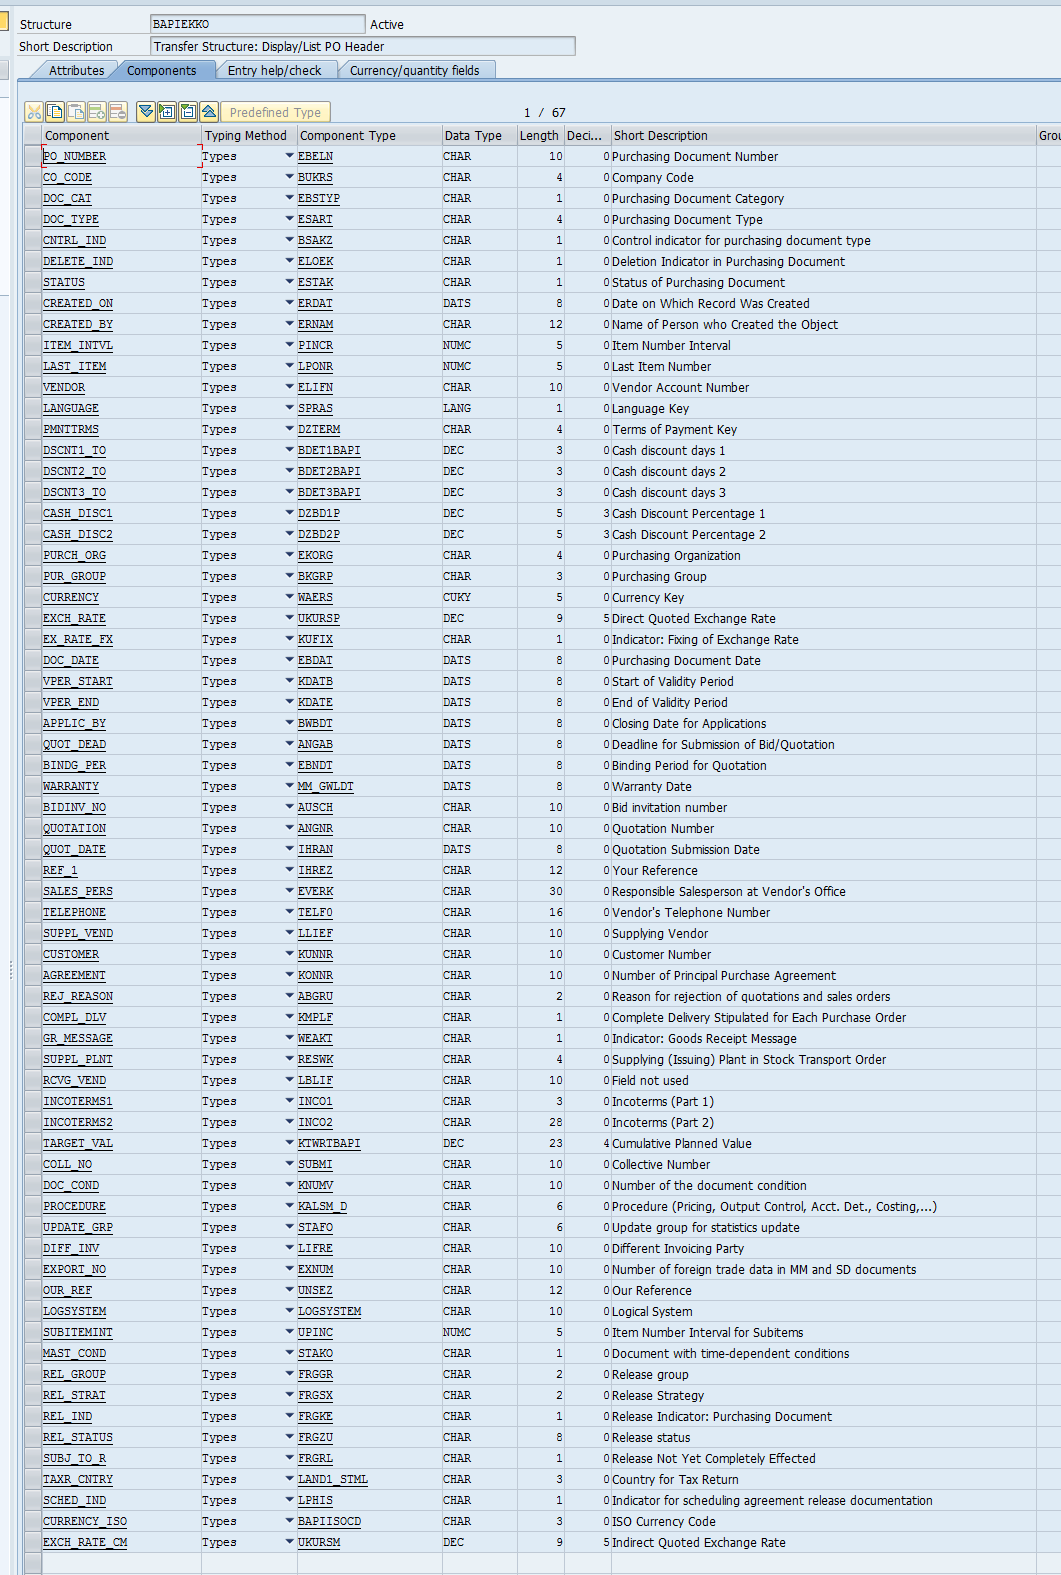 Structure BAPIEKKO Active
Short Description Transfer Structure: Display/List PO Header
Attributes Components Entry help/check Currency/quantity fields
Predefined Type 1 / 67
Component Typing Method Component Type Data Type Length Deci... Short Description Grou
PO_NUMBER Types EBELN CHAR 10 0 Purchasing Document Number
CO_CODE Types BUKRS CHAR 4 0 Company Code
DOC_CAT Types EBSTYP CHAR 1 0 Purchasing Document Category
DOC_TYPE Types ESART CHAR 4 0 Purchasing Document Type
CNTRL_IND Types BSAKZ CHAR 1 0 Control indicator for purchasing document type
DELETE_IND Types ELOEK CHAR 1 0 Deletion Indicator in Purchasing Document
STATUS Types ESTAK CHAR 1 0 Status of Purchasing Document
CREATED_ON Types ERDAT DATS 8 0 Date on Which Record Was Created
CREATED_BY Types ERNAM CHAR 12 0 Name of Person who Created the Object
ITEM_INTVL Types PINCR NUMC 5 0 Item Number Interval
LAST_ITEM Types LPONR NUMC 5 0 Last Item Number
VENDOR Types ELIFN CHAR 10 0 Vendor Account Number
LANGUAGE Types SPRAS LANG 1 0 Language Key
PMNTTRMS Types DZTERM CHAR 4 0 Terms of Payment Key
DSCNT1_TO Types BDET1BAPI DEC 3 0 Cash discount days 1
DSCNT2_TO Types BDET2BAPI DEC 3 0 Cash discount days 2
DSCNT3_TO Types BDET3BAPI DEC 3 0 Cash discount days 3
CASH_DISC1 Types DZBD1P DEC 5 3 Cash Discount Percentage 1
CASH_DISC2 Types DZBD2P DEC 5 3 Cash Discount Percentage 2
PURCH_ORG Types EKORG CHAR 4 0 Purchasing Organization
PUR_GROUP Types BKGRP CHAR 3 0 Purchasing Group
CURRENCY Types WAERS CUKY 5 0 Currency Key
EXCH_RATE Types UKURSP DEC 9 5 Direct Quoted Exchange Rate
EX_RATE_FX Types KUFIX CHAR 1 0 Indicator: Fixing of Exchange Rate
DOC_DATE Types EBDAT DATS 8 0 Purchasing Document Date
VPER_START Types KDATB DATS 8 0 Start of Validity Period
VPER_END Types KDATE DATS 8 0 End of Validity Period
APPLIC_BY Types BWBDT DATS 8 0 Closing Date for Applications
QUOT_DEAD Types ANGAB DATS 8 0 Deadline for Submission of Bid/Quotation
BINDG_PER Types EBNDT DATS 8 0 Binding Period for Quotation
WARRANTY Types MM_GWLDT DATS 8 0 Warranty Date
BIDINV_NO Types AUSCH CHAR 10 0 Bid invitation number
QUOTATION Types ANGNR CHAR 10 0 Quotation Number
QUOT_DATE Types IHRAN DATS 8 0 Quotation Submission Date
REF_1 Types IHREZ CHAR 12 0 Your Reference
SALES_PERS Types EVERK CHAR 30 0 Responsible Salesperson at Vendor's Office
TELEPHONE Types TELF0 CHAR 16 0 Vendor's Telephone Number
SUPPL_VEND Types LLIEF CHAR 10 0 Supplying Vendor
CUSTOMER Types KUNNR CHAR 10 0 Customer Number
AGREEMENT Types KONNR CHAR 10 0 Number of Principal Purchase Agreement
REJ_REASON Types ABGRU CHAR 2 0 Reason for rejection of quotations and sales orders
COMPL_DLV Types KMPLF CHAR 1 0 Complete Delivery Stipulated for Each Purchase Order
GR_MESSAGE Types WEAKT CHAR 1 0 Indicator: Goods Receipt Message
SUPPL_PLNT Types RESWK CHAR 4 0 Supplying (Issuing) Plant in Stock Transport Order
RCVG_VEND Types LBLIF CHAR 10 0 Field not used
INCOTERMS1 Types INCO1 CHAR 3 0 Incoterms (Part 1)
INCOTERMS2 Types INCO2 CHAR 28 0 Incoterms (Part 2)
TARGET_VAL Types KTWRTBAPI DEC 23 4 Cumulative Planned Value
COLL_NO Types SUBMI CHAR 10 0 Collective Number
DOC_COND Types KNUMV CHAR 10 0 Number of the document condition
PROCEDURE Types KALSM_D CHAR 6 0 Procedure (Pricing, Output Control, Acct. Det., Costing,...)
UPDATE_GRP Types STAFO CHAR 6 0 Update group for statistics update
DIFF_INV Types LIFRE CHAR 10 0 Different Invoicing Party
EXPORT_NO Types EXNUM CHAR 10 0 Number of foreign trade data in MM and SD documents
OUR_REF Types UNSEZ CHAR 12 0 Our Reference
LOGSYSTEM Types LOGSYSTEM CHAR 10 0 Logical System
SUBITEMINT Types UPINC NUMC 5 0 Item Number Interval for Subitems
MAST_COND Types STAKO CHAR 1 0 Document with time-dependent conditions
REL_GROUP Types FRGGR CHAR 2 0 Release group
REL_STRAT Types FRGSX CHAR 2 0 Release Strategy
REL_IND Types FRGKE CHAR 1 0 Release Indicator: Purchasing Document
REL_STATUS Types FRGZU CHAR 8 0 Release status
SUBJ_TO_R Types FRGRL CHAR 1 0 Release Not Yet Completely Effected
TAXR_CNTRY Types LAND1_STML CHAR 3 0 Country for Tax Return
SCHED_IND Types LPHIS CHAR 1 0 Indicator for scheduling agreement release documentation
CURRENCY_ISO Types BAPIISOCD CHAR 3 0 ISO Currency Code
EXCH_RATE_CM Types UKURSM DEC 9 5 Indirect Quoted Exchange Rate